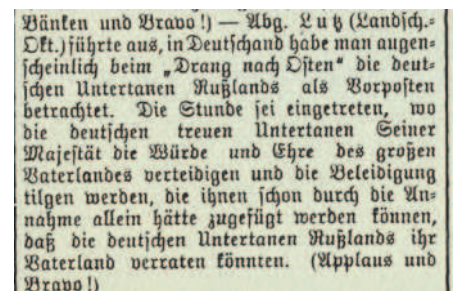 Bänken und Bravo!) — Abg. Lutz (Landsch.=
Okt.) führte aus, in Deutschand habe man augen=
scheinlich beim „Drang nach Osten“ die deut=
schen Untertanen Rußlands als Vorposten
betrachtet. Die Stunde sei eingetreten, wo
die deutschen treuen Untertanen Seiner
Majestät die Würde und Ehre des großen
Vaterlandes verteidigen und die Beleidigung
tilgen werden, die ihnen schon durch die An=
nahme allein hätte zugefügt werden können,
daß die deutschen Untertanen Rußlands ihr
Vaterland verraten könnten. (Applaus und
Bravo!)